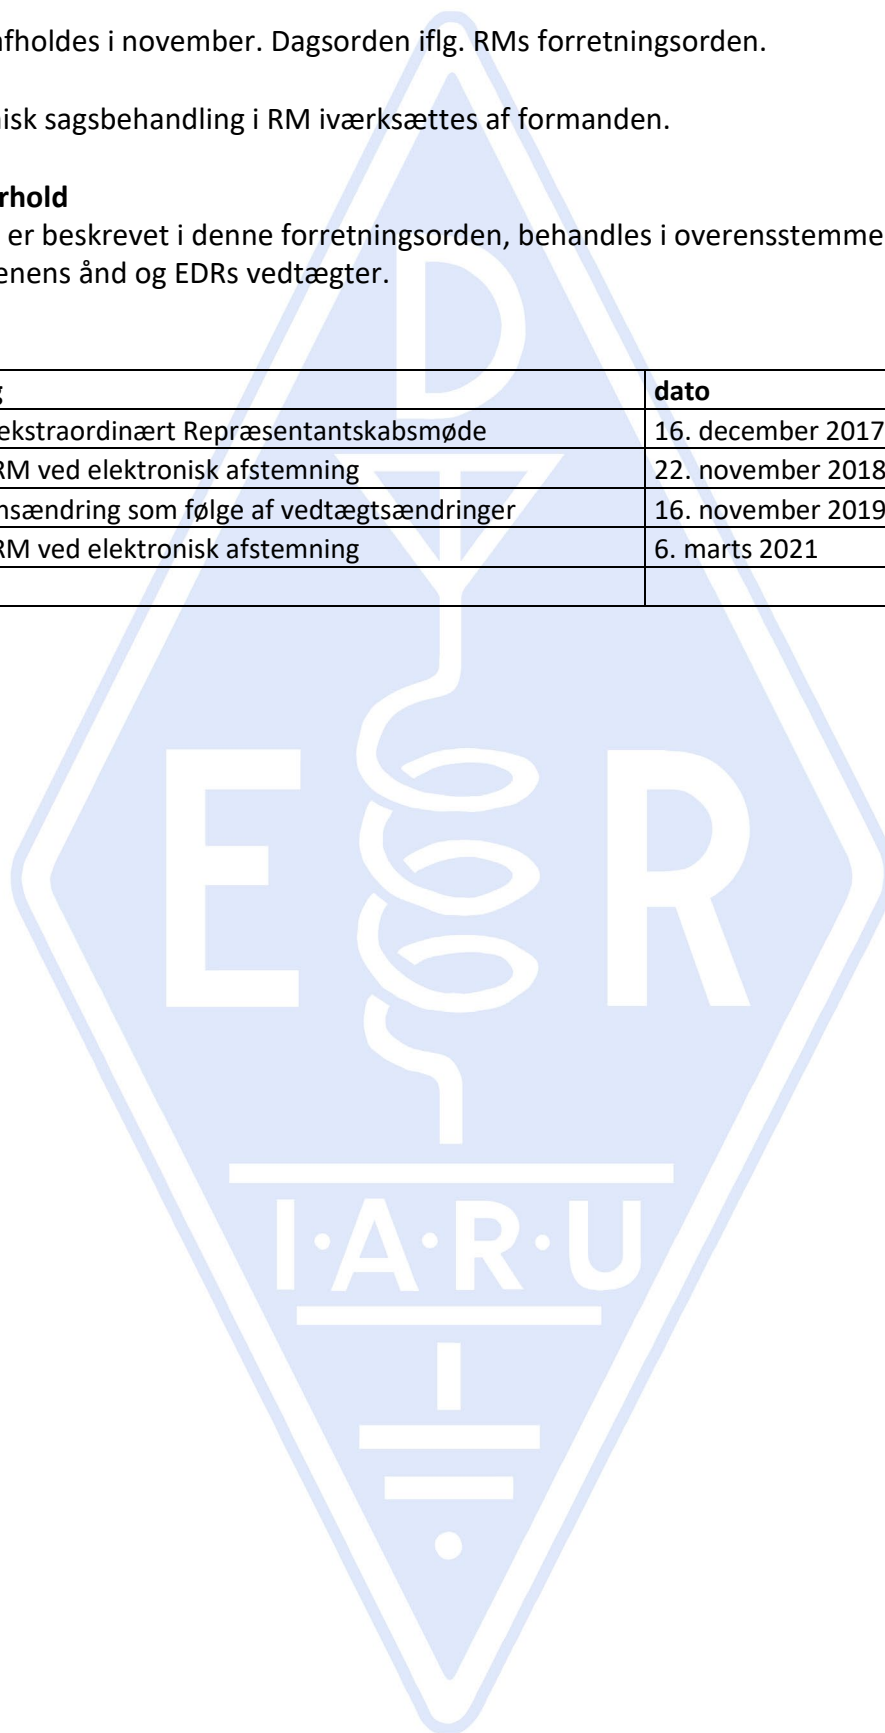 afholdes i november. Dagsorden iflg. RMs forretningsorden.
nisk sagsbehandling i RM iværksættes af formanden.
rhold
er beskrevet i denne forretningsorden, behandles i overensstemme
enens ånd og EDRs vedtægter.
g dato
ekstraordinært Repræsentantskabsmøde 16. december 2017
RM ved elektronisk afstemning 22. november 2018
nsændring som følge af vedtægtsændringer 16. november 2019
RM ved elektronisk afstemning 6. marts 2021
D
E R
I·A·R·U